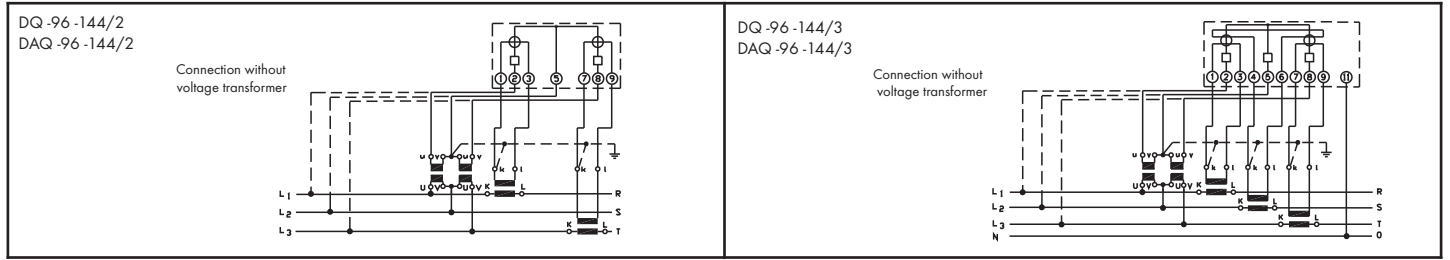 DQ -96 -144/2
DAQ -96 -144/2
Connection without
voltage transformer
1 2 3 5 7 8 9
u v u v
k l k l
U V U V K L
L1 R
L2 S
K L
L3 T
DQ -96 -144/3
DAQ -96 -144/3
Connection without
voltage transformer
1 2 3 4 5 6 7 8 9 11
u v u v
k l k l k l
U V U V K L
L1 R
K L
L2 S
K L
L3 T
N O